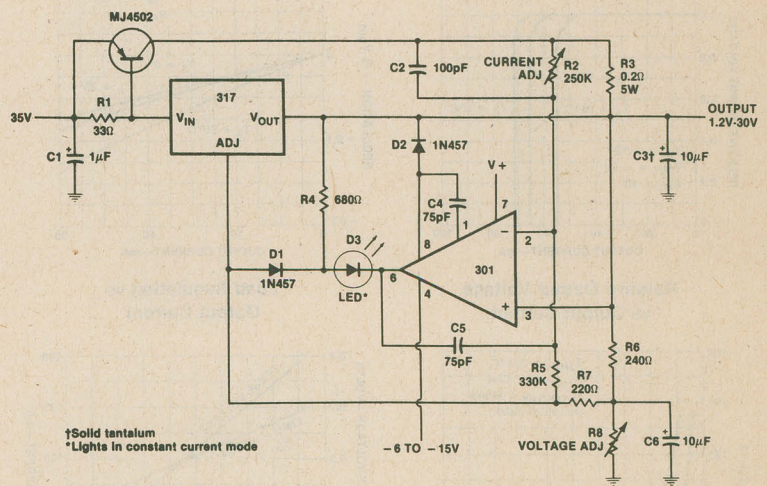 MJ4502
C2
100pF
CURRENT
ADJ
R2
250K
R3
0.2Ω
5W
R1
33Ω
317
VIN
VOUT
ADJ
35V
OUTPUT
1.2V-30V
C1
+
1µF
D2
1N457
V+
C3†
+
10µF
R4
680Ω
C4
75pF
1
7
8
−
2
D1
1N457
D3
LED*
6
301
4
+
3
C5
75pF
R6
240Ω
R5
330K
R7
220Ω
R8
VOLTAGE ADJ
C6
+
10µF
†Solid tantalum
*Lights in constant current mode
−6 TO −15V